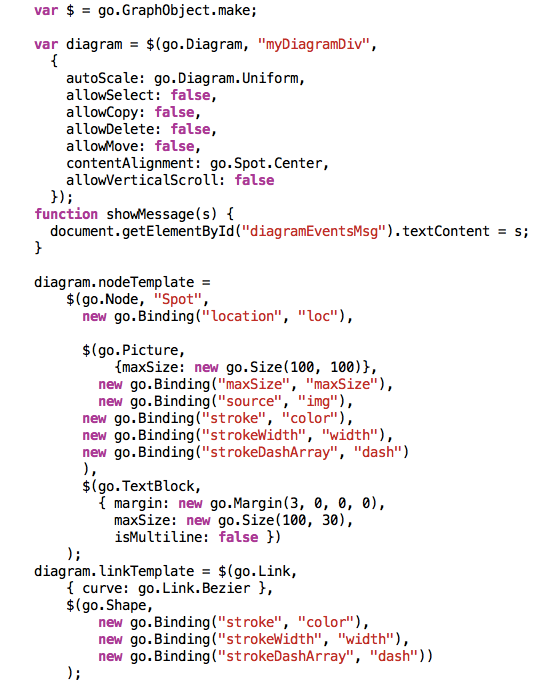 var $ = go.GraphObject.make;
var diagram = $(go.Diagram, "myDiagramDiv",
{
autoScale: go.Diagram.Uniform,
allowSelect: false,
allowCopy: false,
allowDelete: false,
allowMove: false,
contentAlignment: go.Spot.Center,
allowVerticalScroll: false
});
function showMessage(s) {
document.getElementById("diagramEventsMsg").textContent = s;
}
diagram.nodeTemplate =
$(go.Node, "Spot",
new go.Binding("location", "loc"),
$(go.Picture,
{maxSize: new go.Size(100, 100)},
new go.Binding("maxSize", "maxSize"),
new go.Binding("source", "img"),
new go.Binding("stroke", "color"),
new go.Binding("strokeWidth", "width"),
new go.Binding("strokeDashArray", "dash")
),
$(go.TextBlock,
{ margin: new go.Margin(3, 0, 0, 0),
maxSize: new go.Size(100, 30),
isMultiline: false })
);
diagram.linkTemplate = $(go.Link,
{ curve: go.Link.Bezier },
$(go.Shape,
new go.Binding("stroke", "color"),
new go.Binding("strokeWidth", "width"),
new go.Binding("strokeDashArray", "dash"))
);